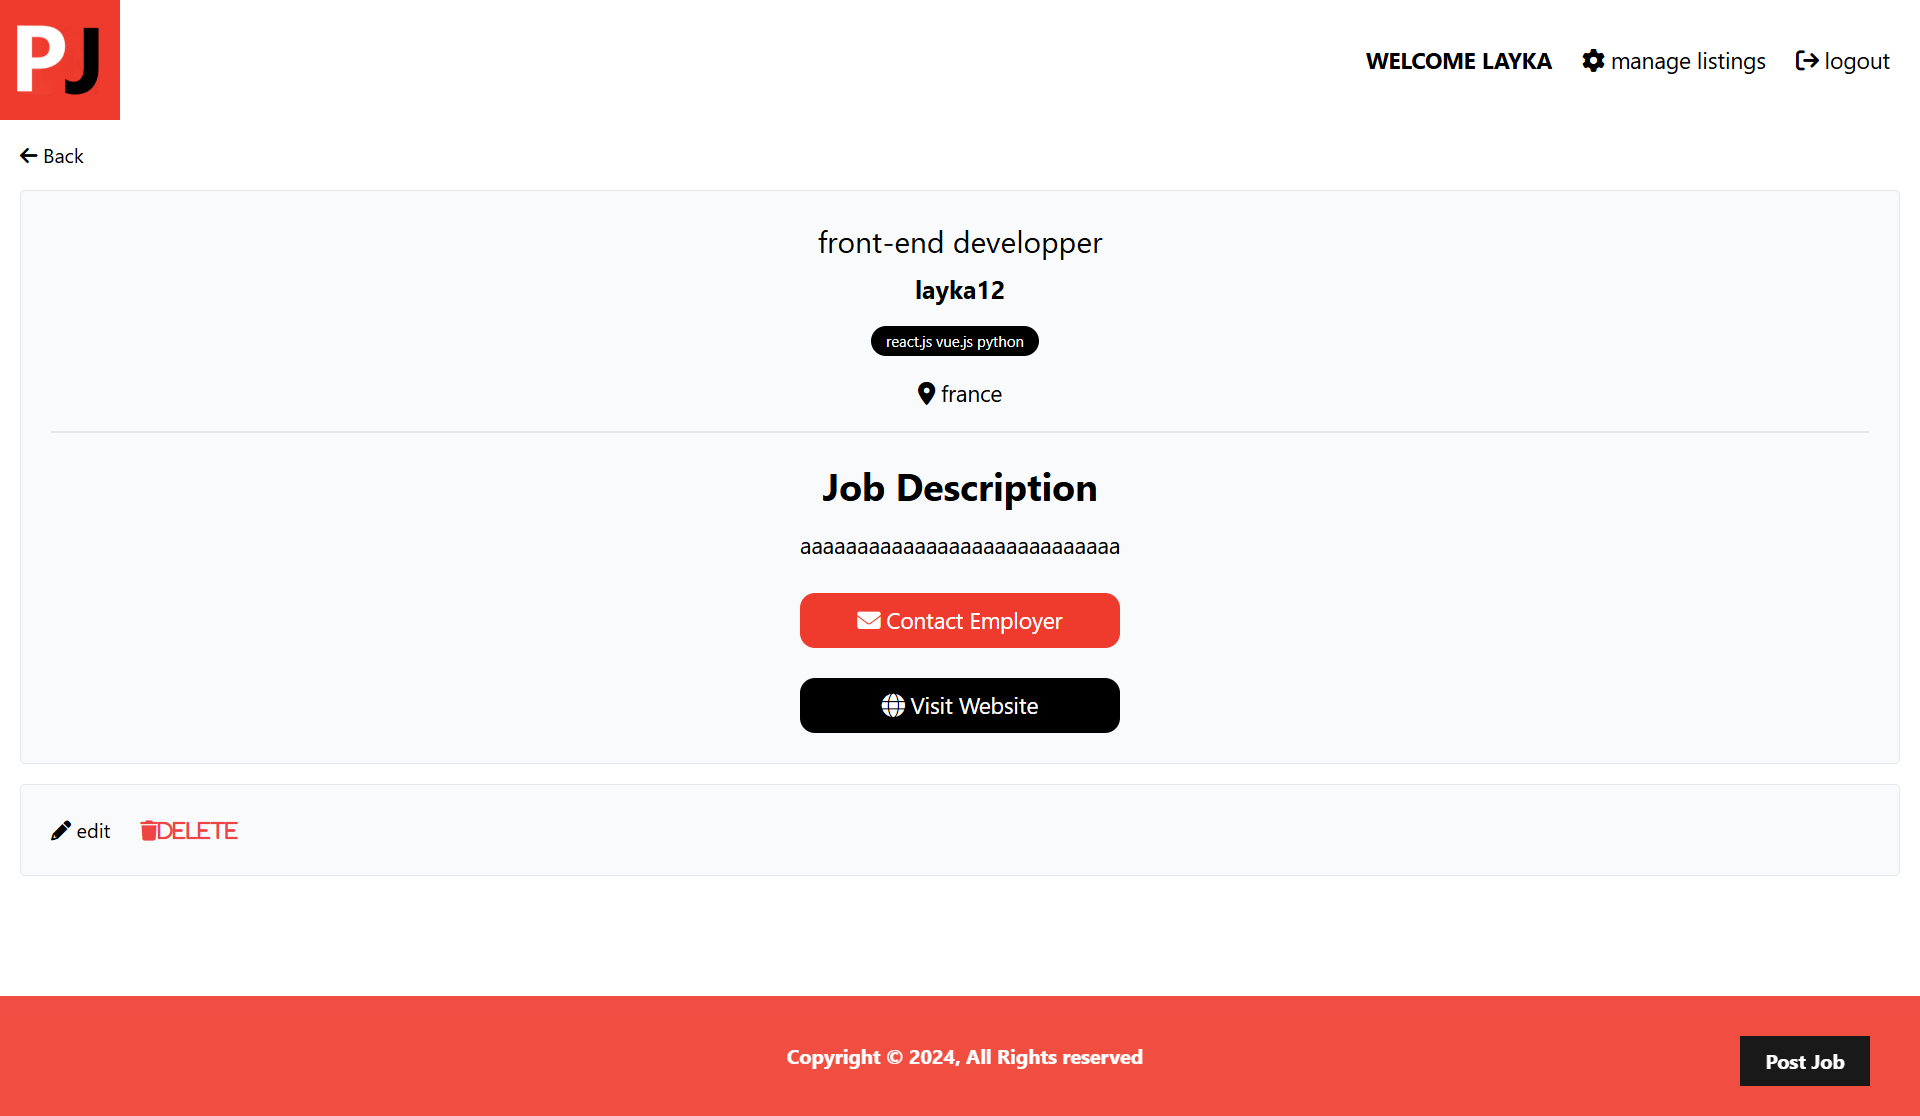 PJ
WELCOME LAYKA manage listings logout
Back
front-end developper
layka12
react.js vue.js python
france
Job Description
aaaaaaaaaaaaaaaaaaaaaaaaaaaa
Contact Employer
Visit Website
edit DELETE
Copyright © 2024, All Rights reserved
Post Job